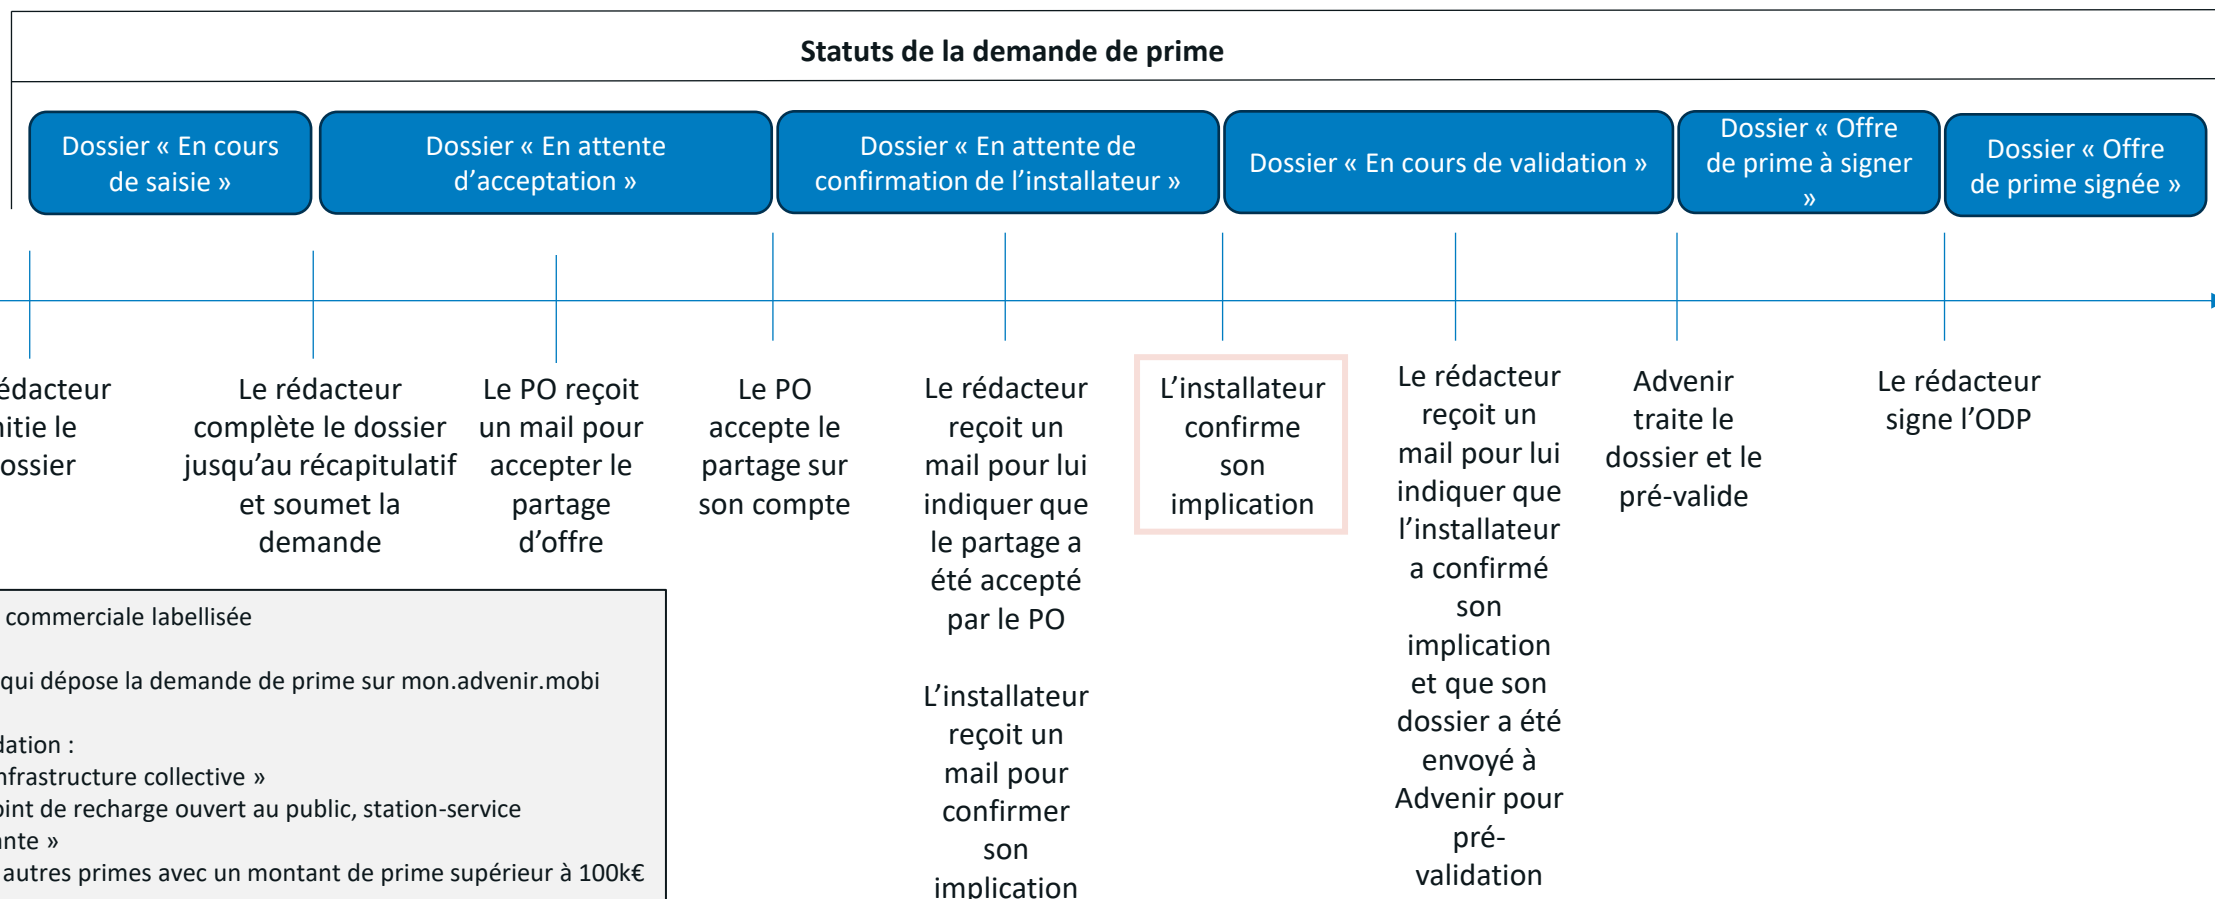 Statuts de la demande de prime
Dossier « En cours
de saisie »
Dossier « En attente
d’acceptation »
Dossier « En attente de
confirmation de l’installateur »
Dossier « En cours de validation »
Dossier « Offre
de prime à signer
»
Dossier « Offre
de prime signée »
édacteur
nitie le
ossier
Le rédacteur
complète le dossier
jusqu’au récapitulatif
et soumet la
demande
Le PO reçoit
un mail pour
accepter le
partage
d’offre
Le PO
accepte le
partage sur
son compte
Le rédacteur
reçoit un
mail pour lui
indiquer que
le partage a
été accepté
par le PO
L’installateur
reçoit un
mail pour
confirmer
son
implication
L’installateur
confirme
son
implication
Le rédacteur
reçoit un
mail pour lui
indiquer que
l’installateur
a confirmé
son
implication
et que son
dossier a été
envoyé à
Advenir pour
pré-
validation
Advenir
traite le
dossier et le
pré-valide
Le rédacteur
signe l’ODP
commerciale labellisée
qui dépose la demande de prime sur mon.advenir.mobi
dation :
nfrastructure collective »
oint de recharge ouvert au public, station-service
ante »
autres primes avec un montant de prime supérieur à 100k€